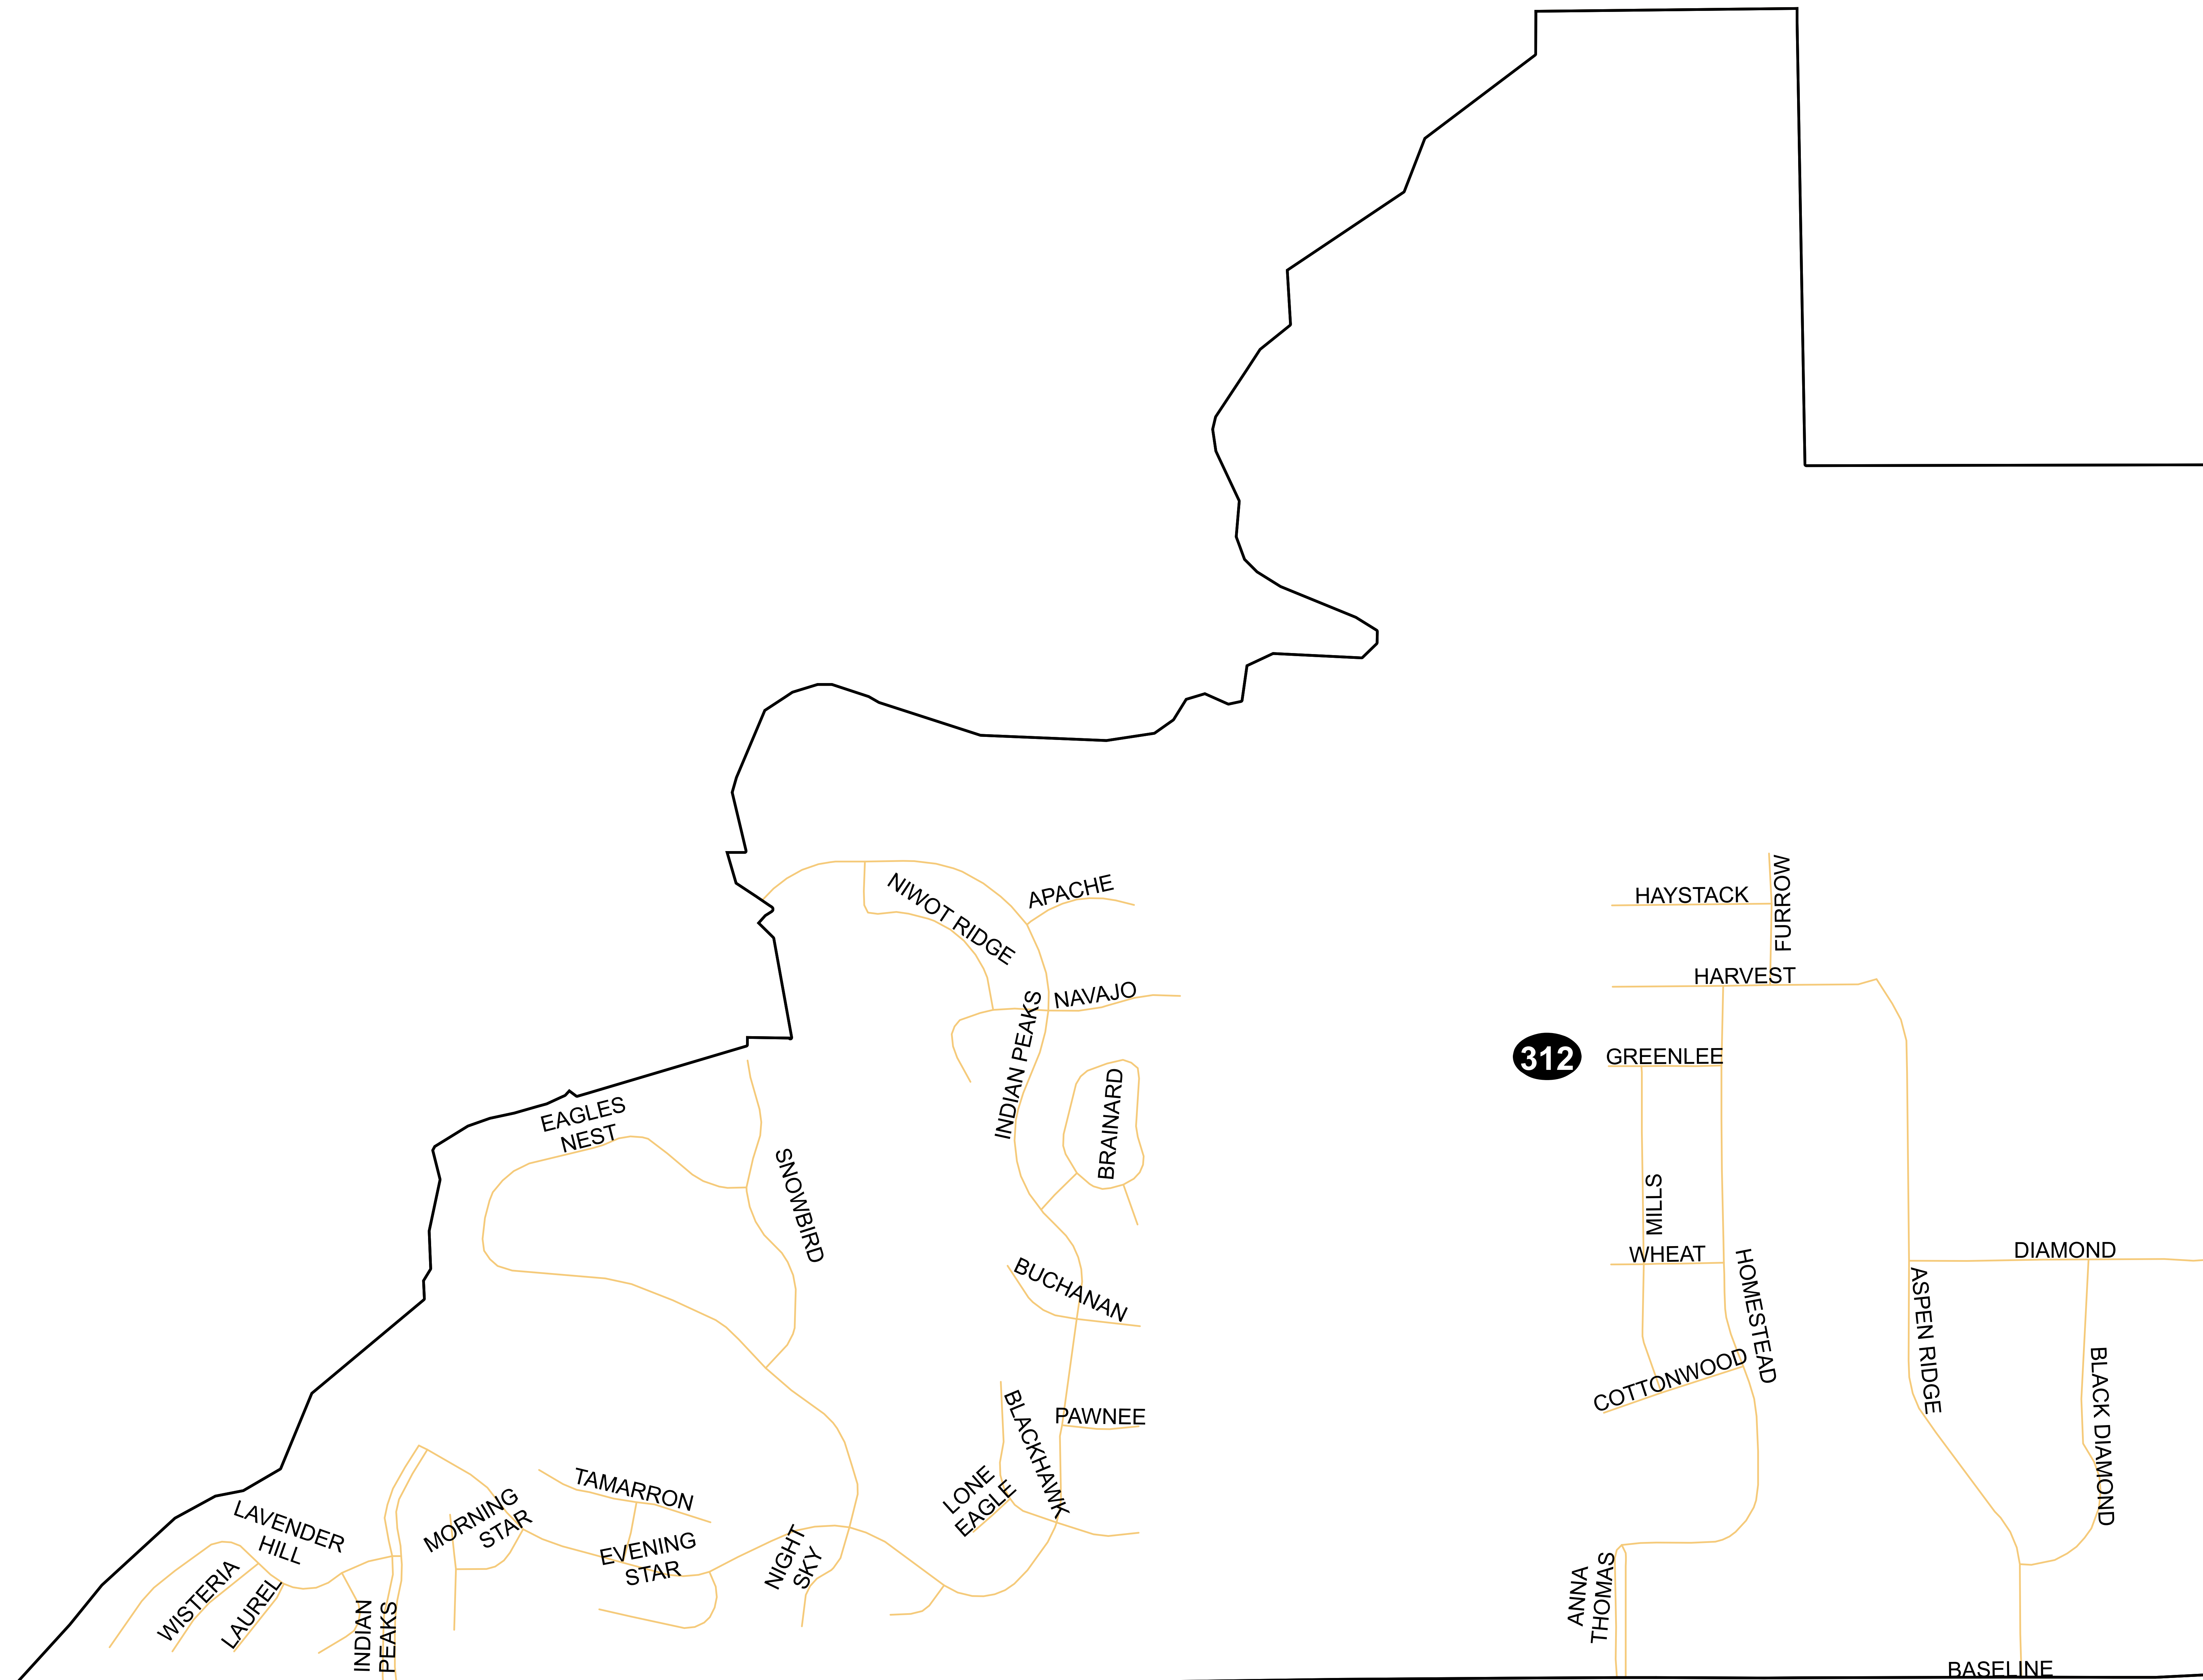 HAYSTACK
FURROW
APACHE
NIWOT RIDGE
HARVEST
NAVAJO
INDIAN PEAKS
312
GREENLEE
EAGLES
NEST
BRAINARD
SNOWBIRD
MILLS
WHEAT
DIAMOND
BUCHANAN
HOMESTEAD
ASPEN RIDGE
COTTONWOOD
BLACK DIAMOND
PAWNEE
BLACKHAWK
LONE
EAGLE
TAMARRON
MORNING
STAR
LAVENDER
HILL
EVENING
STAR
NIGHT
SKY
WISTERIA
LAUREL
INDIAN
PEAKS
ANNA
THOMAS
BASELINE